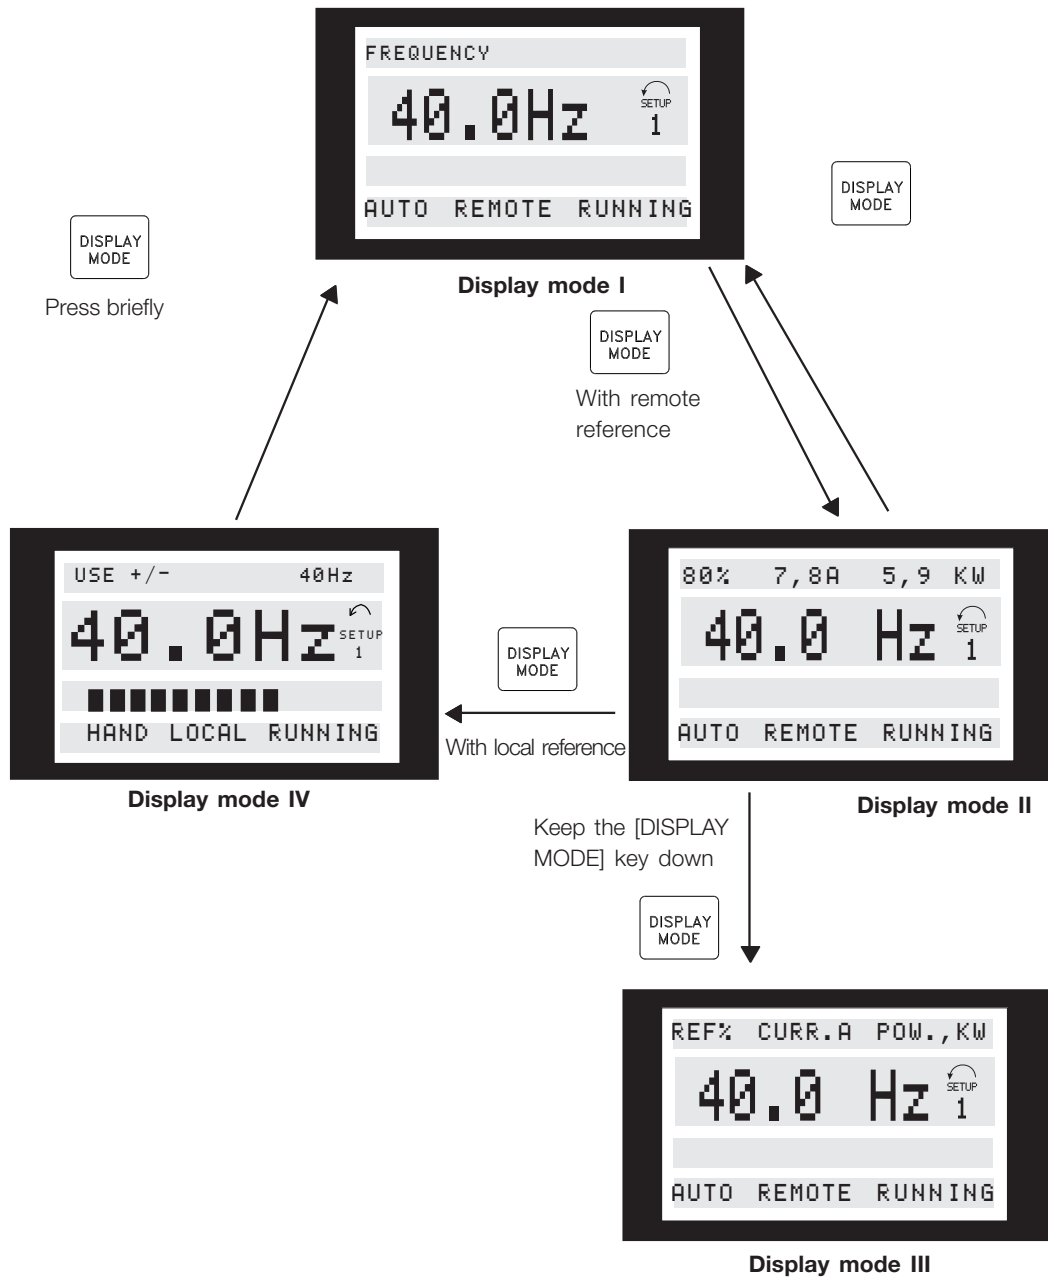 FREQUENCY
40.0Hz
SETUP
1
AUTO REMOTE RUNNING
Display mode I
DISPLAY
MODE
DISPLAY
MODE
Press briefly
DISPLAY
MODE
With remote
reference
USE +/- 40Hz
40.0Hz
SETUP
1
HAND LOCAL RUNNING
Display mode IV
DISPLAY
MODE
With local reference
80% 7,8A 5,9 KW
40.0 Hz
SETUP
1
AUTO REMOTE RUNNING
Display mode II
Keep the [DISPLAY
MODE] key down
DISPLAY
MODE
REF% CURR.A POW.,KW
40.0 Hz
SETUP
1
AUTO REMOTE RUNNING
Display mode III